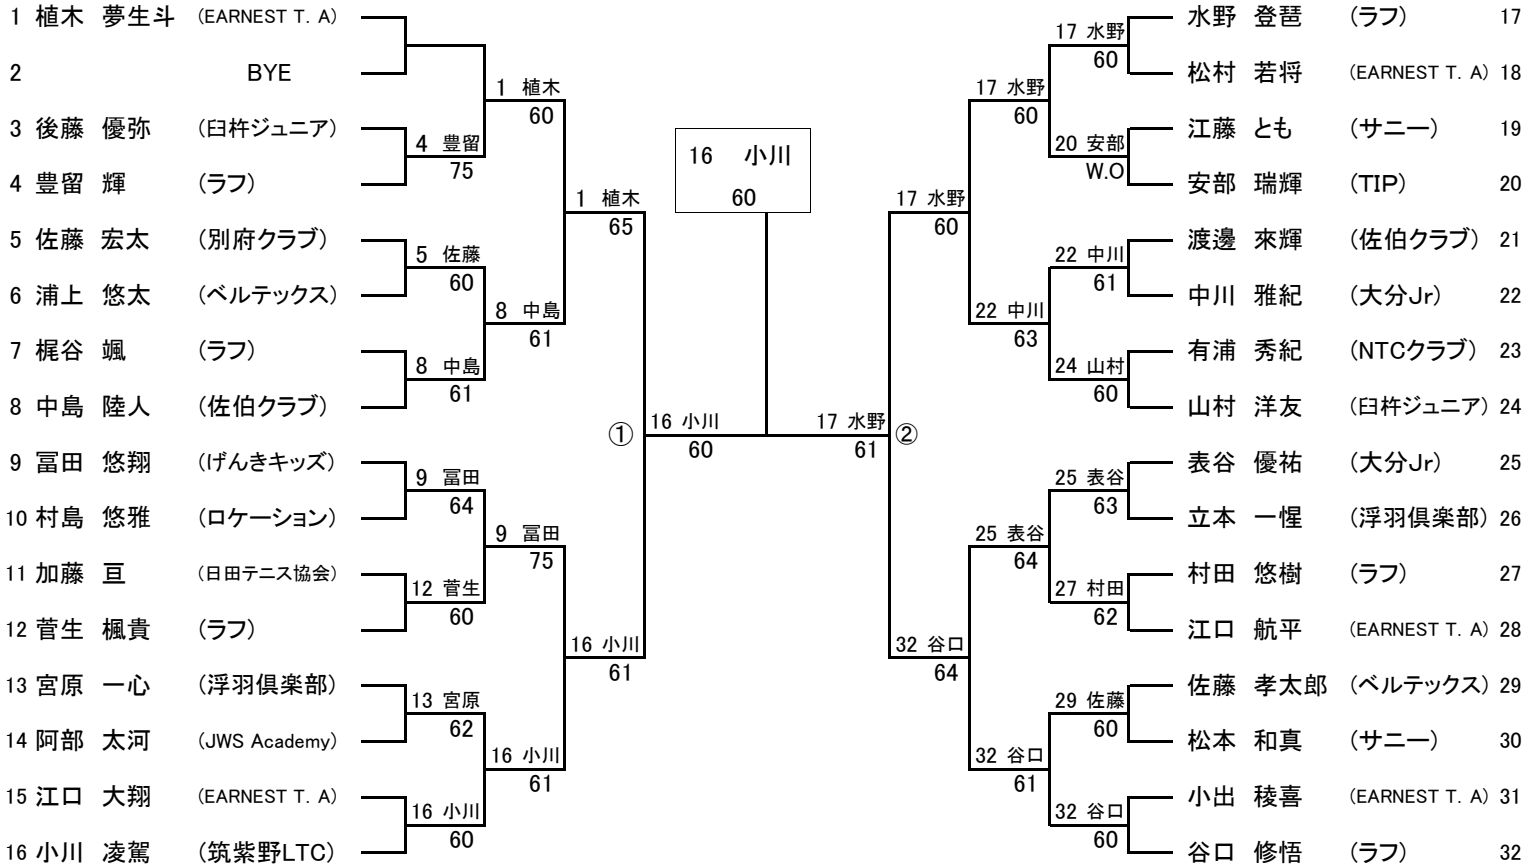 1 植木 夢生斗 (EARNEST T. A)
2 BYE
3 後藤 優弥 (臼杵ジュニア)
4 豊留 輝 (ラフ)
5 佐藤 宏太 (別府クラブ)
6 浦上 悠太 (ベルテックス)
7 梶谷 颯 (ラフ)
8 中島 陸人 (佐伯クラブ)
9 冨田 悠翔 (げんきキッズ)
10 村島 悠雅 (ロケーション)
11 加藤 亘 (日田テニス協会)
12 菅生 楓貴 (ラフ)
13 宮原 一心 (浮羽倶楽部)
14 阿部 太河 (JWS Academy)
15 江口 大翔 (EARNEST T. A)
16 小川 凌駕 (筑紫野LTC)
4 豊留
75
5 佐藤
60
8 中島
61
9 冨田
64
12 菅生
60
13 宮原
62
16 小川
60
1 植木
60
8 中島
61
9 冨田
75
16 小川
61
1 植木
65
16 小川
61
①
16 小川
60
16 小川
60
17 水野
61
②
17 水野
60
32 谷口
64
17 水野
60
22 中川
63
25 表谷
64
32 谷口
61
17 水野
60
20 安部
W.O
22 中川
61
24 山村
60
25 表谷
63
27 村田
62
29 佐藤
60
32 谷口
60
水野 登琶 (ラフ) 17
松村 若将 (EARNEST T. A) 18
江藤 とも (サニー) 19
安部 瑞輝 (TIP) 20
渡邊 來輝 (佐伯クラブ) 21
中川 雅紀 (大分Jr) 22
有浦 秀紀 (NTCクラブ) 23
山村 洋友 (臼杵ジュニア) 24
表谷 優祐 (大分Jr) 25
立本 一惺 (浮羽倶楽部) 26
村田 悠樹 (ラフ) 27
江口 航平 (EARNEST T. A) 28
佐藤 孝太郎 (ベルテックス) 29
松本 和真 (サニー) 30
小出 稜喜 (EARNEST T. A) 31
谷口 修悟 (ラフ) 32